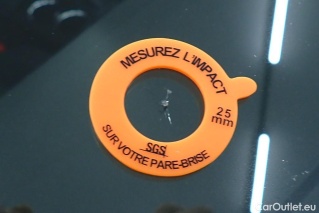 MESUREZ L'IMPACT
25
mm
SGS
SUR VOTRE PARE-BRISE
arOutlet.eu